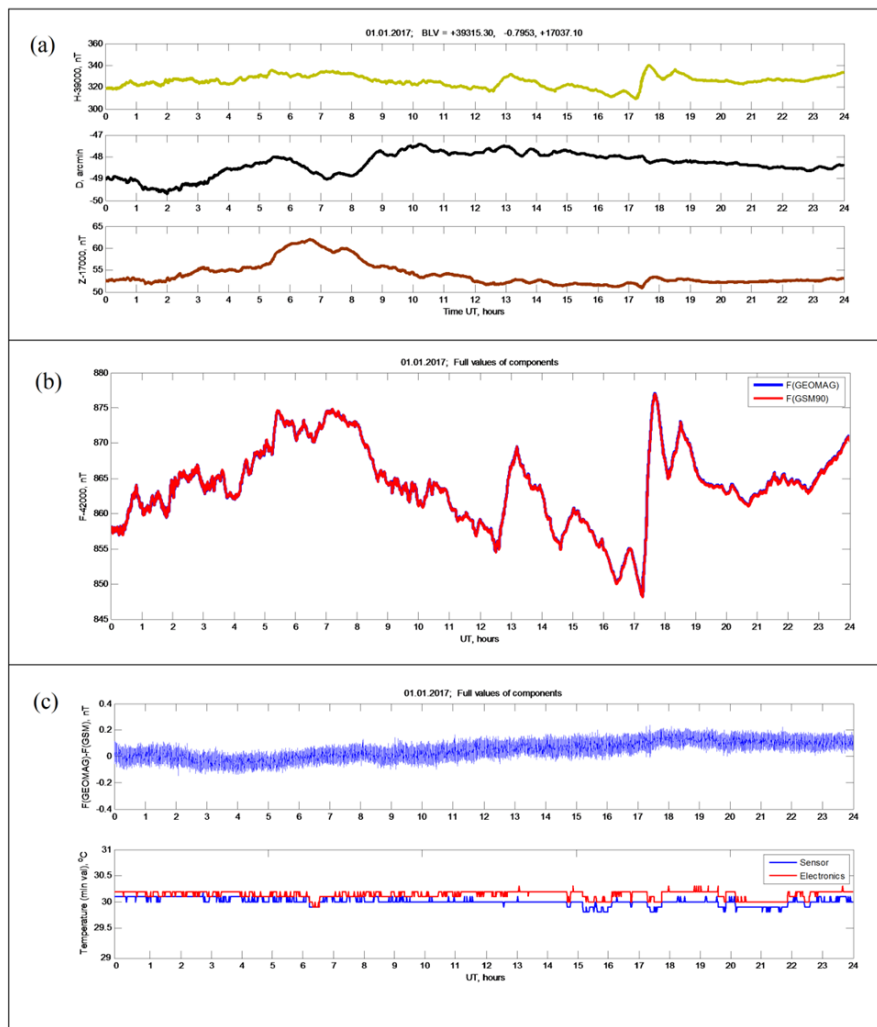 (a)
01.01.2017; BLV = +39315.30, -0.7953, +17037.10
H-39000, nT
360
340
320
300
0 1 2 3 4 5 6 7 8 9 10 11 12 13 14 15 16 17 18 19 20 21 22 23 24
D, arcmin
-47
-48
-49
-50
0 1 2 3 4 5 6 7 8 9 10 11 12 13 14 15 16 17 18 19 20 21 22 23 24
Z-17000, nT
65
60
55
50
0 1 2 3 4 5 6 7 8 9 10 11 12 13 14 15 16 17 18 19 20 21 22 23 24
Time UT, hours
(b)
01.01.2017; Full values of components
F-42000, nT
880
875
870
865
860
855
850
845
F(GEOMAG)
F(GSM90)
0 1 2 3 4 5 6 7 8 9 10 11 12 13 14 15 16 17 18 19 20 21 22 23 24
UT, hours
(c)
01.01.2017; Full values of components
F(GEOMAG)-F(GSM), nT
0.4
0.2
0
-0.2
-0.4
0 1 2 3 4 5 6 7 8 9 10 11 12 13 14 15 16 17 18 19 20 21 22 23 24
Temperature (min val), ⁰C
31
30.5
30
29.5
29
Sensor
Electronics
0 1 2 3 4 5 6 7 8 9 10 11 12 13 14 15 16 17 18 19 20 21 22 23 24
UT, hours